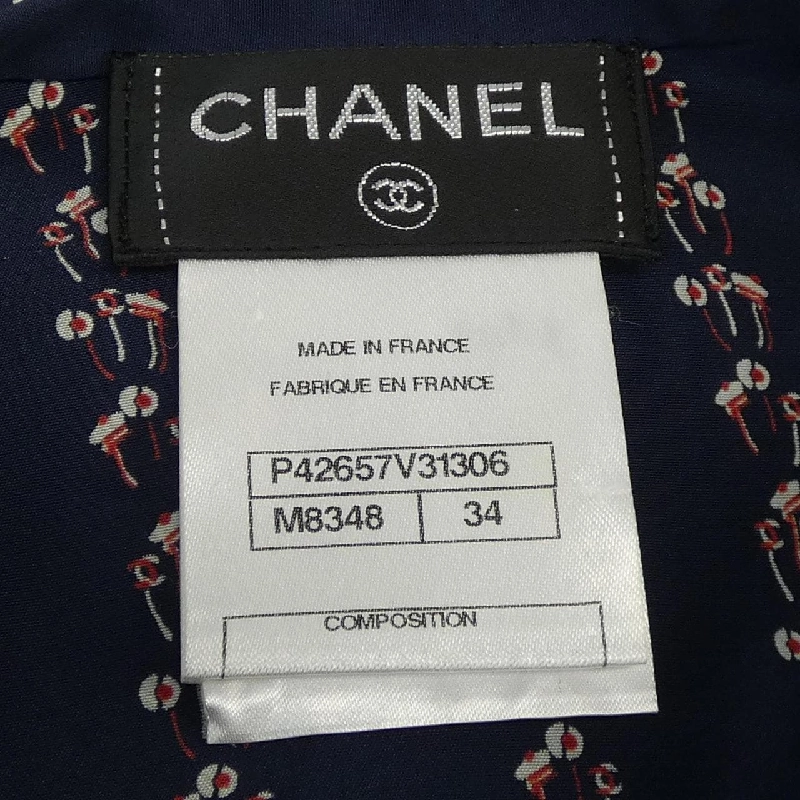 CHANEL
MADE IN FRANCE
FABRIQUE EN FRANCE
P42657V31306
M8348 34
COMPOSITION